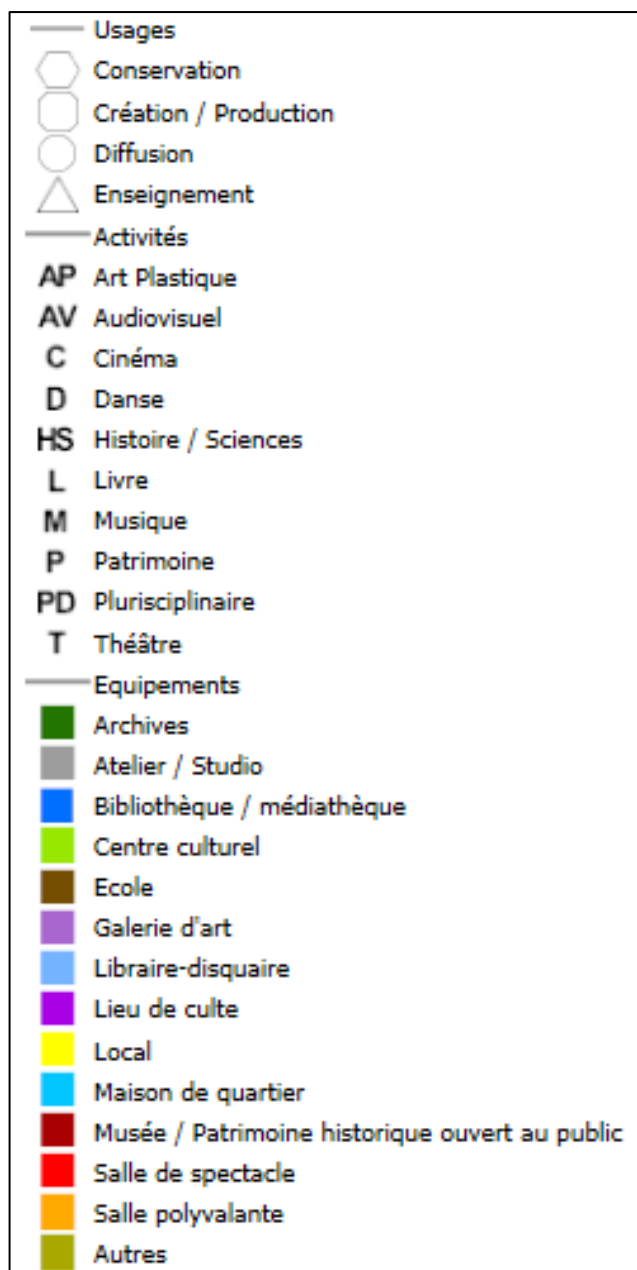 Usages
Conservation
Création / Production
Diffusion
Enseignement
Activités
AP Art Plastique
AV Audiovisuel
C Cinéma
D Danse
HS Histoire / Sciences
L Livre
M Musique
P Patrimoine
PD Plurisciplinaire
T Théâtre
Equipements
Archives
Atelier / Studio
Bibliothèque / médiathèque
Centre culturel
Ecole
Galerie d'art
Libraire-disquaire
Lieu de culte
Local
Maison de quartier
Musée / Patrimoine historique ouvert au public
Salle de spectacle
Salle polyvalante
Autres